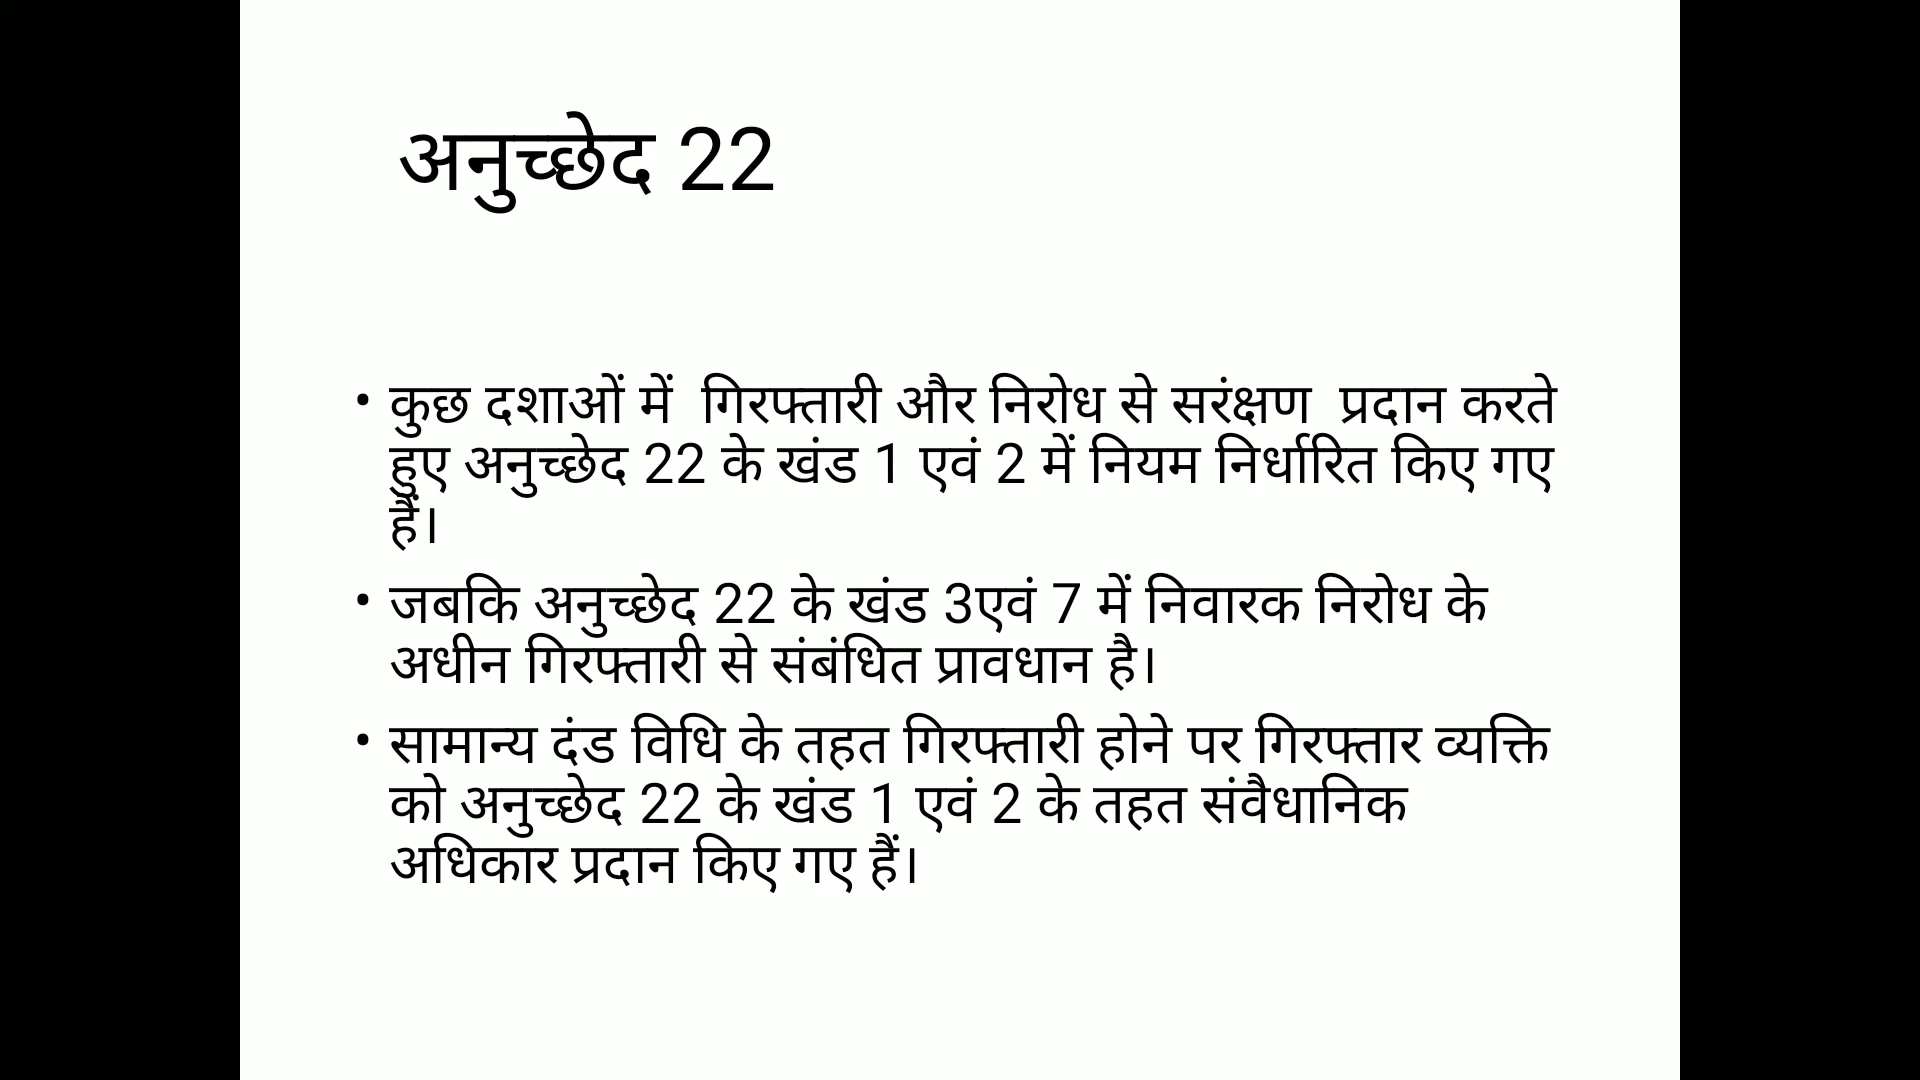 अनुच्छेद 22
• कुछ दशाओं में  गिरफ्तारी और निरोध से सरंक्षण  प्रदान करते
हुए अनुच्छेद 22 के खंड 1 एवं 2 में नियम निर्धारित किए गए
हैं।
• जबकि अनुच्छेद 22 के खंड 3एवं 7 में निवारक निरोध के
अधीन गिरफ्तारी से संबंधित प्रावधान है।
• सामान्य दंड विधि के तहत गिरफ्तारी होने पर गिरफ्तार व्यक्ति
को अनुच्छेद 22 के खंड 1 एवं 2 के तहत संवैधानिक
अधिकार प्रदान किए गए हैं।